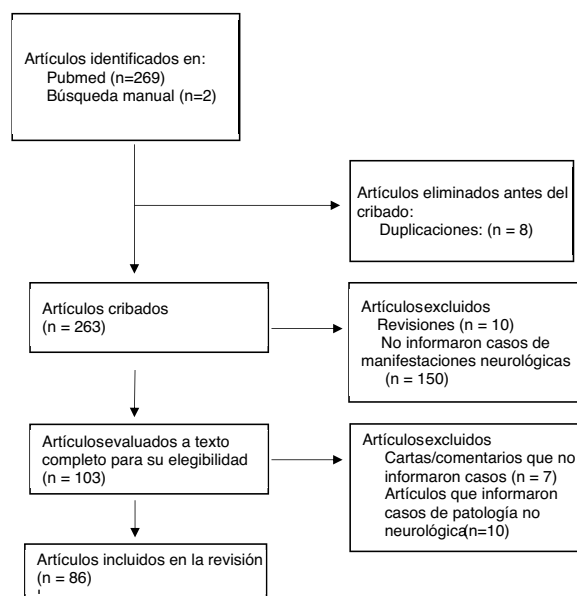 Artículos identificados en:
Pubmed (n=269)
Búsqueda manual (n=2)
Artículos eliminados antes del
cribado:
Duplicaciones: (n = 8)
Artículos cribados
(n = 263)
Artículosexcluidos
Revisiones (n = 10)
No informaron casos de
manifestaciones neurológicas
(n = 150)
Artículosevaluados a texto
completo para su elegibilidad
(n = 103)
Artículosexcluidos
Cartas/comentarios que no
informaron casos (n = 7)
Artículos que informaron
casos de patología no
neurológica(n=10)
Artículos incluidos en la revisión
(n = 86)